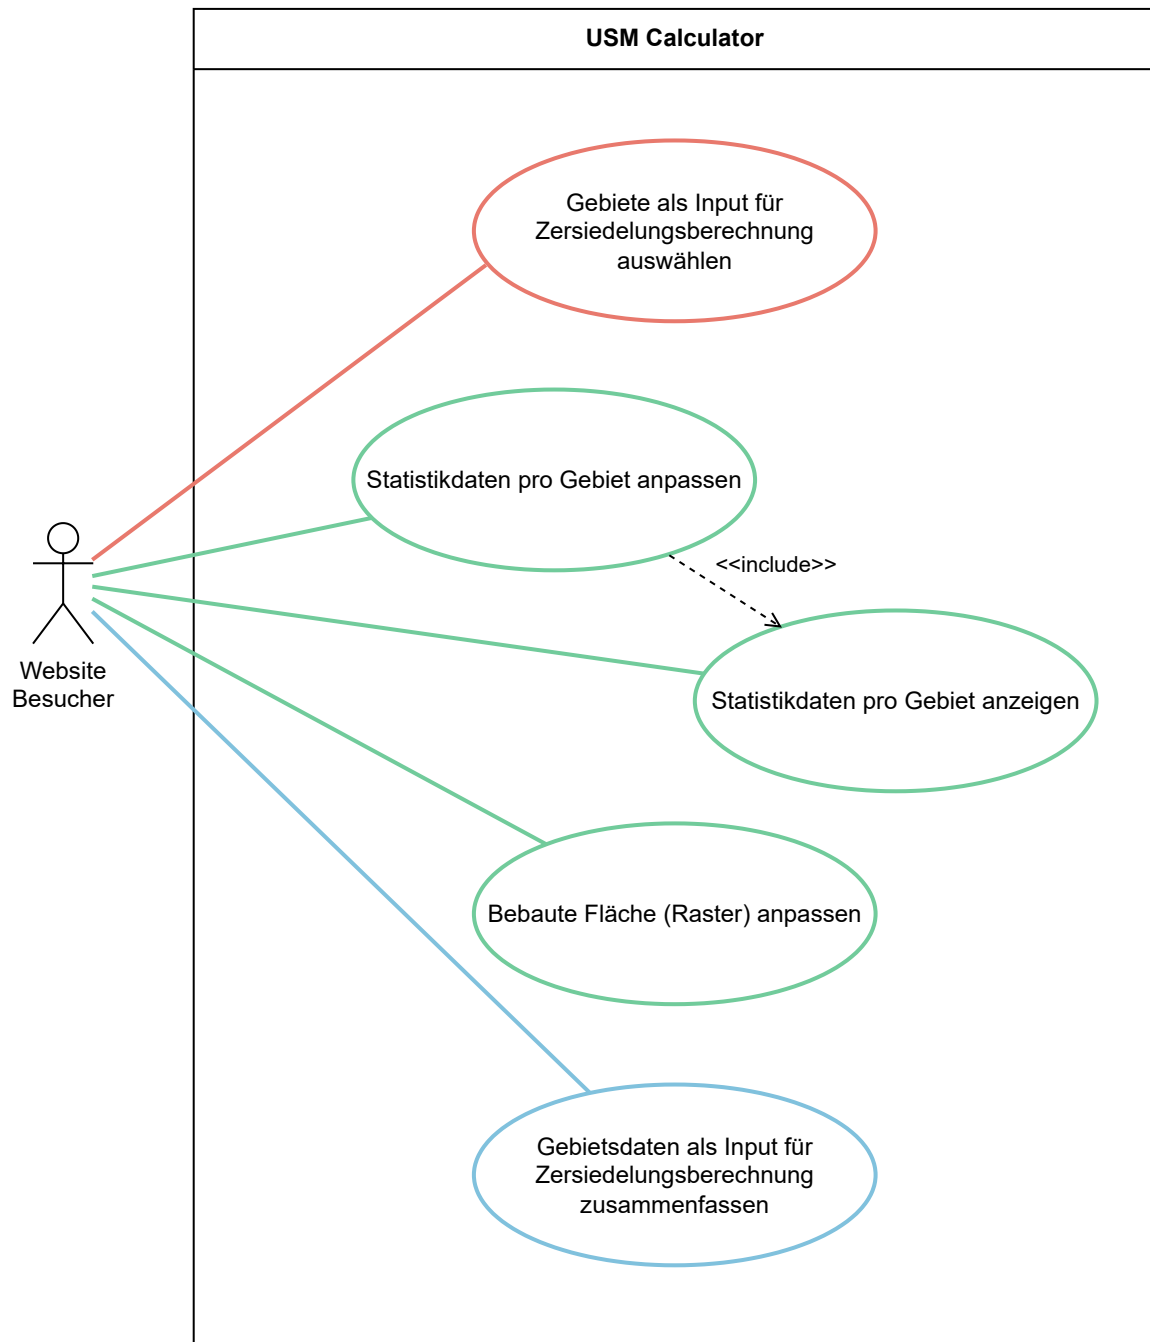 USM Calculator
Gebiete als Input für
Zersiedelungsberechnung
auswählen
Statistikdaten pro Gebiet anpassen
<<include>>
Statistikdaten pro Gebiet anzeigen
Website
Besucher
Bebaute Fläche (Raster) anpassen
Gebietsdaten als Input für
Zersiedelungsberechnung
zusammenfassen